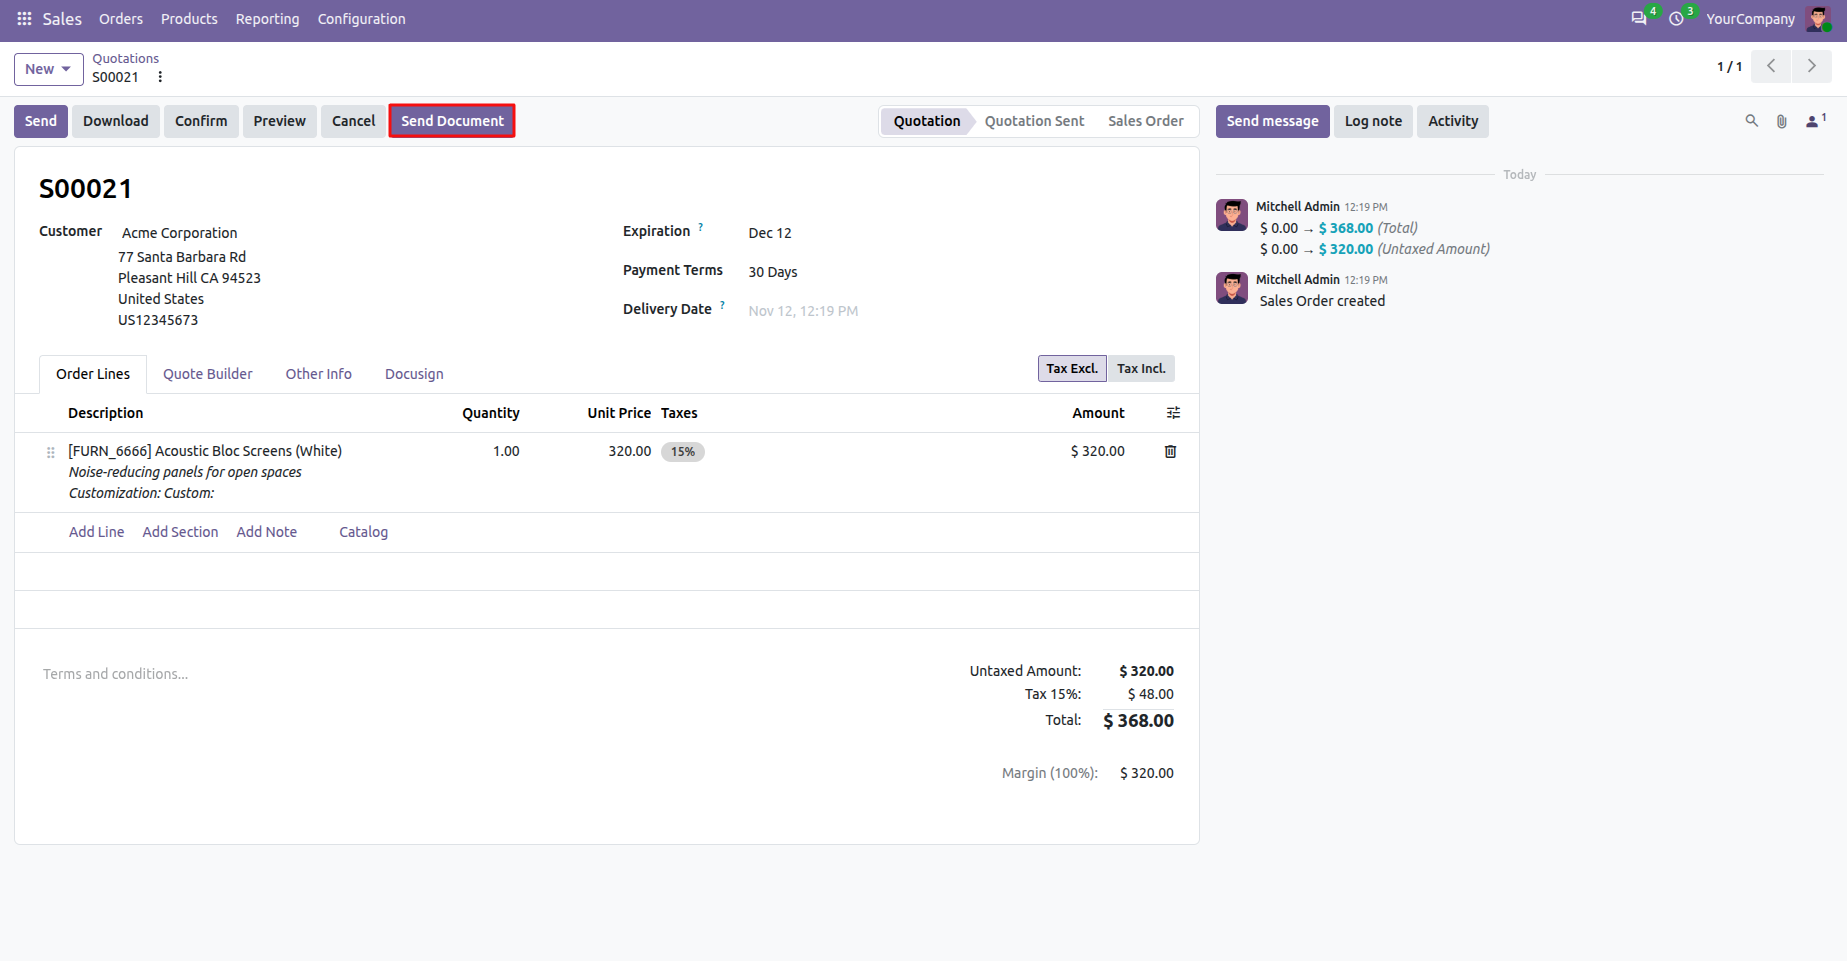 Sales Orders Products Reporting Configuration 4 3 YourCompany
New Quotations
S00021 1 / 1
Send Download Confirm Preview Cancel Send Document Quotation Quotation Sent Sales Order Send message Log note Activity 1
S00021
Customer Acme Corporation
77 Santa Barbara Rd
Pleasant Hill CA 94523
United States
US12345673
Expiration ? Dec 12
Payment Terms 30 Days
Delivery Date ? Nov 12, 12:19 PM
Order Lines Quote Builder Other Info Docusign Tax Excl. Tax Incl.
Description Quantity Unit Price Taxes Amount
[FURN_6666] Acoustic Bloc Screens (White) 1.00 320.00 15% $ 320.00
Noise-reducing panels for open spaces
Customization: Custom:
Add Line Add Section Add Note Catalog
Terms and conditions...
Untaxed Amount: $ 320.00
Tax 15%: $ 48.00
Total: $ 368.00
Margin (100%): $ 320.00
Today
Mitchell Admin 12:19 PM
$ 0.00 → $ 368.00 (Total)
$ 0.00 → $ 320.00 (Untaxed Amount)
Mitchell Admin 12:19 PM
Sales Order created